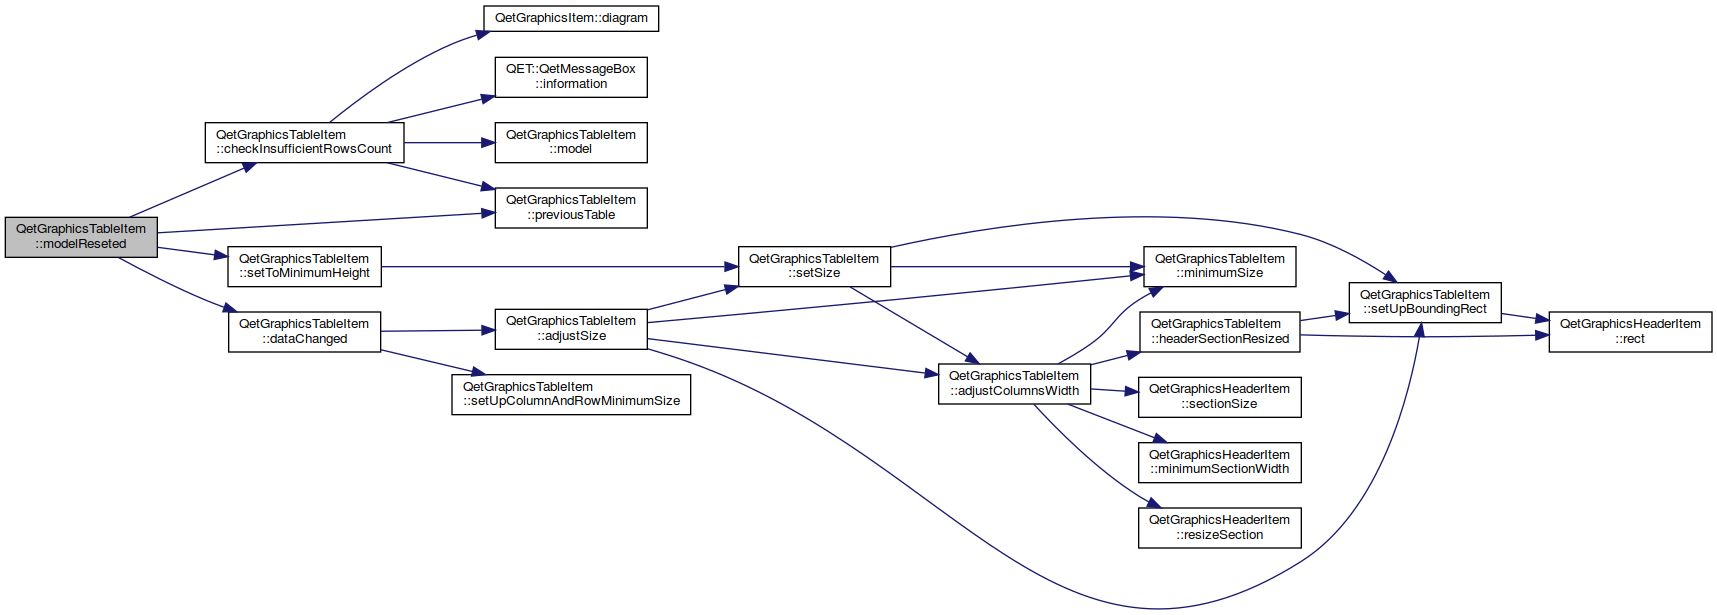 QetGraphicsItem::diagram
QET::QetMessageBox
::information
QetGraphicsTableItem
::checkInsufficientRowsCount
QetGraphicsTableItem
::model
QetGraphicsTableItem
::previousTable
QetGraphicsTableItem
::modelReseted
QetGraphicsTableItem
::setToMinimumHeight
QetGraphicsTableItem
::setSize
QetGraphicsTableItem
::minimumSize
QetGraphicsTableItem
::setUpBoundingRect
QetGraphicsTableItem
::dataChanged
QetGraphicsTableItem
::adjustSize
QetGraphicsTableItem
::headerSectionResized
QetGraphicsHeaderItem
::rect
QetGraphicsTableItem
::setUpColumnAndRowMinimumSize
QetGraphicsTableItem
::adjustColumnsWidth
QetGraphicsHeaderItem
::sectionSize
QetGraphicsHeaderItem
::minimumSectionWidth
QetGraphicsHeaderItem
::resizeSection